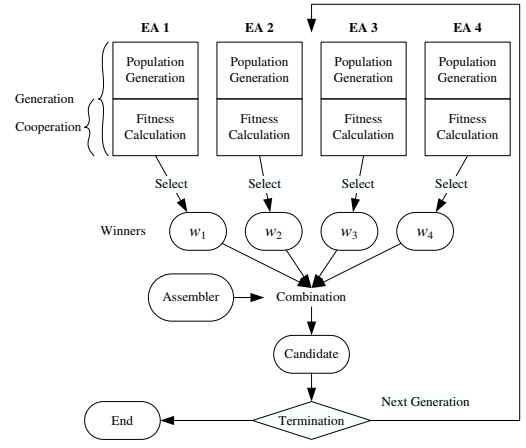 EA 1 EA 2 EA 3 EA 4
Population Generation
Population Generation
Population Generation
Population Generation
Generation
Cooperation
Fitness Calculation
Fitness Calculation
Fitness Calculation
Fitness Calculation
Select Select Select Select
Winners w1 w2 w3 w4
Assembler Combination
Candidate
Next Generation
End Termination